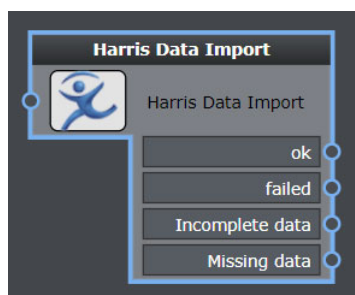 Harris Data Import
Harris Data Import
ok
failed
Incomplete data
Missing data